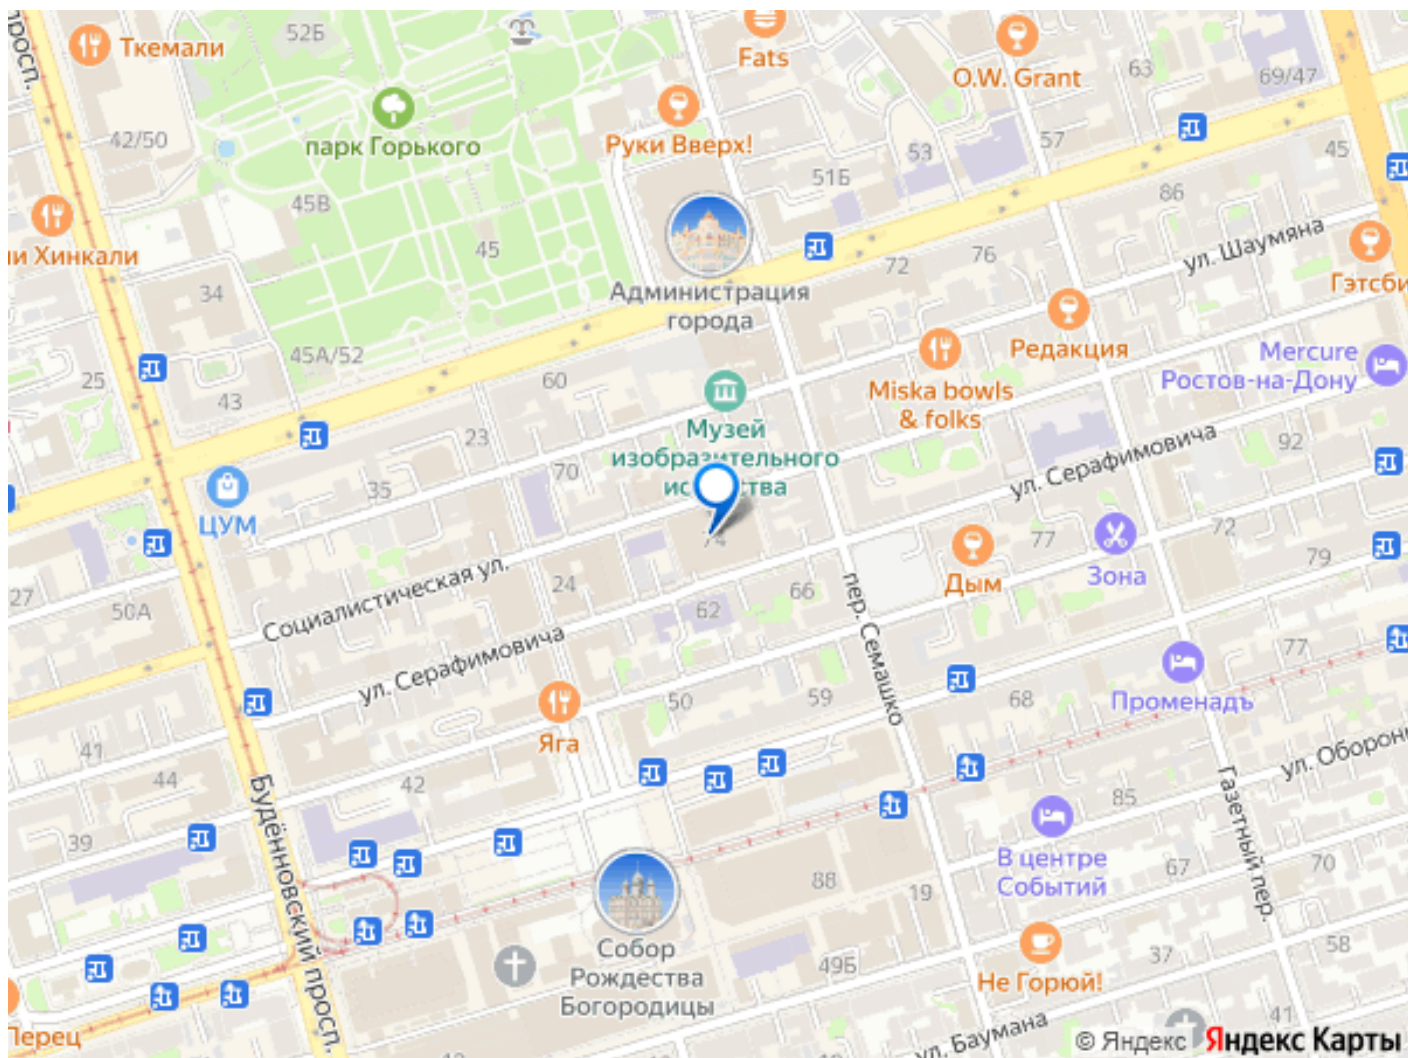 просп.
Ткемали
52Б
Fats
O.W. Grant
63
69/47
42/50
парк Горького
Руки Вверх!
53
57
45
51Б
86
45В
ул. Шаумяна
и Хинкали
45
72
76
Гэтсби
34
Администрация
города
45А/52
Редакция
Mercure
Ростов-на-Дону
25
43
60
Miska bowls
& folks
23
Музей
изобразительного
70
35
ул. Серафимовича
92
ЦУМ
74
77
72
79
27
50А
Социалистическая ул.
24
62
66
Дым
Зона
пер. Семашко
ул. Серафимовича
77
50
59
68
Променадъ
Яга
41
44
42
ул. Оборон
Будённовский просп.
85
Газетный пер.
39
В центре
Событий
67
70
88
19
Собор
Рождества
Богородицы
49Б
Не Горюй!
37
58
41
Перец
ул. Баумана
© Яндекс Яндекс Карты